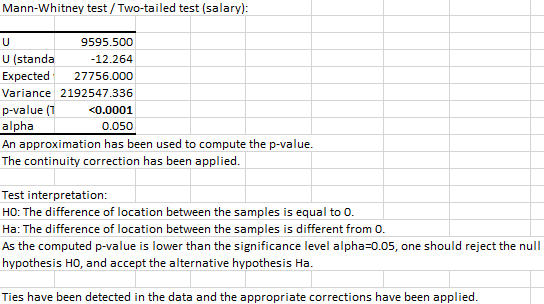 Mann-Whitney test / Two-tailed test (salary):
U 9595.500
U (standa -12.264
Expected 27756.000
Variance 2192547.336
p-value (T <0.0001
alpha 0.050
An approximation has been used to compute the p-value.
The continuity correction has been applied.
Test interpretation:
H0: The difference of location between the samples is equal to 0.
Ha: The difference of location between the samples is different from 0.
As the computed p-value is lower than the significance level alpha=0.05, one should reject the null
hypothesis H0, and accept the alternative hypothesis Ha.
Ties have been detected in the data and the appropriate corrections have been applied.